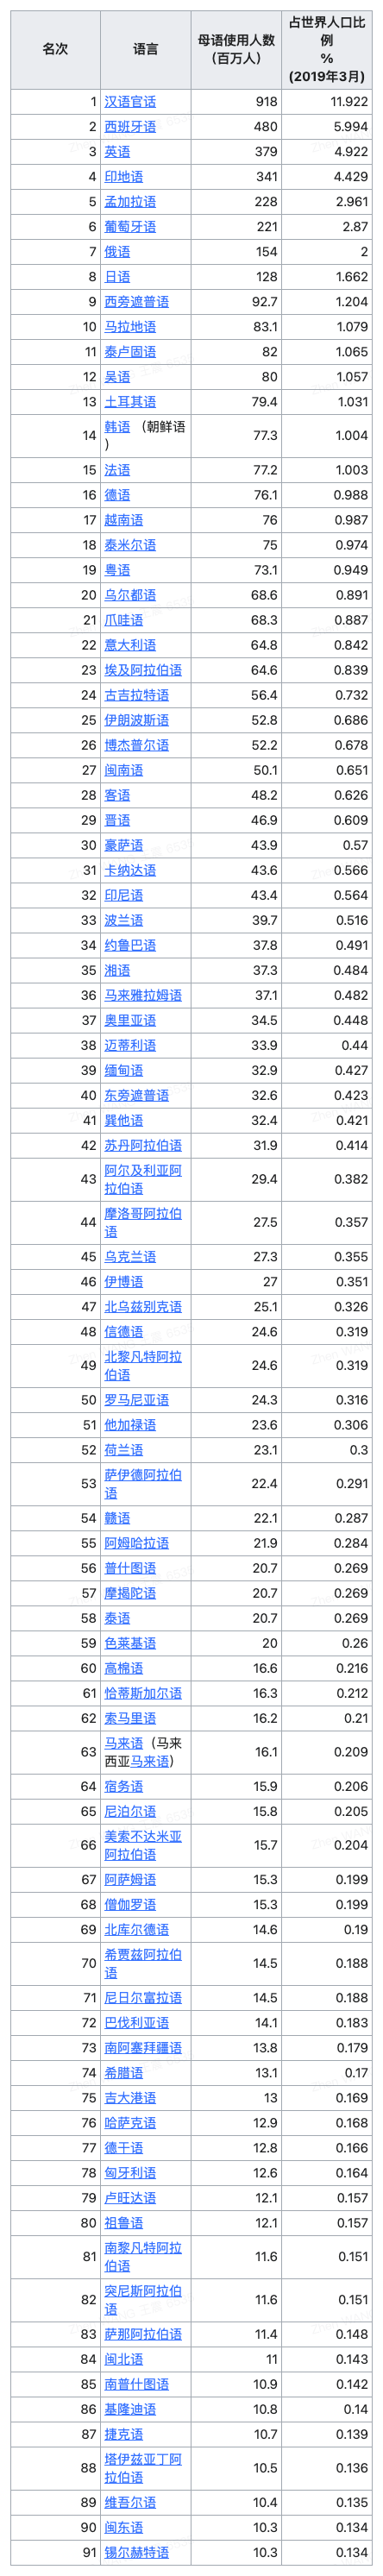 名次 语言 母语使用人数（百万人） 占世界人口比例 % (2019年3月)
1 汉语官话 918 11.922
2 西班牙语 480 5.994
3 英语 379 4.922
4 印地语 341 4.429
5 孟加拉语 228 2.961
6 葡萄牙语 221 2.87
7 俄语 154 2
8 日语 128 1.662
9 西旁遮普语 92.7 1.204
10 马拉地语 83.1 1.079
11 泰卢固语 82 1.065
12 吴语 80 1.057
13 土耳其语 79.4 1.031
14 韩语 （朝鲜语） 77.3 1.004
15 法语 77.2 1.003
16 德语 76.1 0.988
17 越南语 76 0.987
18 泰米尔语 75 0.974
19 粤语 73.1 0.949
20 乌尔都语 68.6 0.891
21 爪哇语 68.3 0.887
22 意大利语 64.8 0.842
23 埃及阿拉伯语 64.6 0.839
24 古吉拉特语 56.4 0.732
25 伊朗波斯语 52.8 0.686
26 博杰普尔语 52.2 0.678
27 闽南语 50.1 0.651
28 客语 48.2 0.626
29 晋语 46.9 0.609
30 豪萨语 43.9 0.57
31 卡纳达语 43.6 0.566
32 印尼语 43.4 0.564
33 波兰语 39.7 0.516
34 约鲁巴语 37.8 0.491
35 湘语 37.3 0.484
36 马来雅拉姆语 37.1 0.482
37 奥里亚语 34.5 0.448
38 迈蒂利语 33.9 0.44
39 缅甸语 32.9 0.427
40 东旁遮普语 32.6 0.423
41 巽他语 32.4 0.421
42 苏丹阿拉伯语 31.9 0.414
43 阿尔及利亚阿拉伯语 29.4 0.382
44 摩洛哥阿拉伯语 27.5 0.357
45 乌克兰语 27.3 0.355
46 伊博语 27 0.351
47 北乌兹别克语 25.1 0.326
48 信德语 24.6 0.319
49 北黎凡特阿拉伯语 24.6 0.319
50 罗马尼亚语 24.3 0.316
51 他加禄语 23.6 0.306
52 荷兰语 23.1 0.3
53 萨伊德阿拉伯语 22.4 0.291
54 赣语 22.1 0.287
55 阿姆哈拉语 21.9 0.284
56 普什图语 20.7 0.269
57 摩揭陀语 20.7 0.269
58 泰语 20.7 0.269
59 色莱基语 20 0.26
60 高棉语 16.6 0.216
61 恰蒂斯加尔语 16.3 0.212
62 索马里语 16.2 0.21
63 马来语（马来西亚马来语） 16.1 0.209
64 宿务语 15.9 0.206
65 尼泊尔语 15.8 0.205
66 美索不达米亚阿拉伯语 15.7 0.204
67 阿萨姆语 15.3 0.199
68 僧伽罗语 15.3 0.199
69 北库尔德语 14.6 0.19
70 希贾兹阿拉伯语 14.5 0.188
71 尼日尔富拉语 14.5 0.188
72 巴伐利亚语 14.1 0.183
73 南阿塞拜疆语 13.8 0.179
74 希腊语 13.1 0.17
75 吉大港语 13 0.169
76 哈萨克语 12.9 0.168
77 德干语 12.8 0.166
78 匈牙利语 12.6 0.164
79 卢旺达语 12.1 0.157
80 祖鲁语 12.1 0.157
81 南黎凡特阿拉伯语 11.6 0.151
82 突尼斯阿拉伯语 11.6 0.151
83 萨那阿拉伯语 11.4 0.148
84 闽北语 11 0.143
85 南普什图语 10.9 0.142
86 基隆迪语 10.8 0.14
87 捷克语 10.7 0.139
88 塔伊兹亚丁阿拉伯语 10.5 0.136
89 维吾尔语 10.4 0.135
90 闽东语 10.3 0.134
91 锡尔赫特语 10.3 0.134